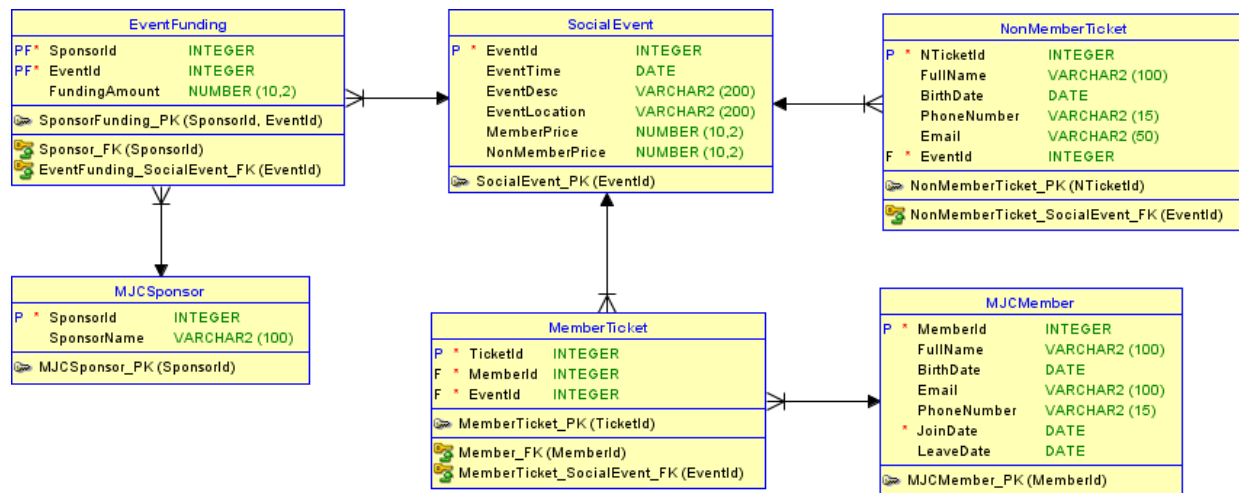 EventFunding
PF* SponsorId INTEGER
PF* EventId INTEGER
FundingAmount NUMBER (10,2)
SponsorFunding_PK (SponsorId, EventId)
Sponsor_FK (SponsorId)
EventFunding_SocialEvent_FK (EventId)
SocialEvent
P * EventId INTEGER
EventTime DATE
EventDesc VARCHAR2 (200)
EventLocation VARCHAR2 (200)
MemberPrice NUMBER (10,2)
NonMemberPrice NUMBER (10,2)
SocialEvent_PK (EventId)
NonMemberTicket
P * NTicketId INTEGER
FullName VARCHAR2 (100)
BirthDate DATE
PhoneNumber VARCHAR2 (15)
Email VARCHAR2 (50)
F * EventId INTEGER
NonMemberTicket_PK (NTicketId)
NonMemberTicket_SocialEvent_FK (EventId)
MJCSponsor
P * SponsorId INTEGER
SponsorName VARCHAR2 (100)
MJCSponsor_PK (SponsorId)
MemberTicket
P * TicketId INTEGER
F * MemberId INTEGER
F * EventId INTEGER
MemberTicket_PK (TicketId)
Member_FK (MemberId)
MemberTicket_SocialEvent_FK (EventId)
MJCMember
P * MemberId INTEGER
FullName VARCHAR2 (100)
BirthDate DATE
Email VARCHAR2 (100)
PhoneNumber VARCHAR2 (15)
* JoinDate DATE
LeaveDate DATE
MJCMember_PK (MemberId)